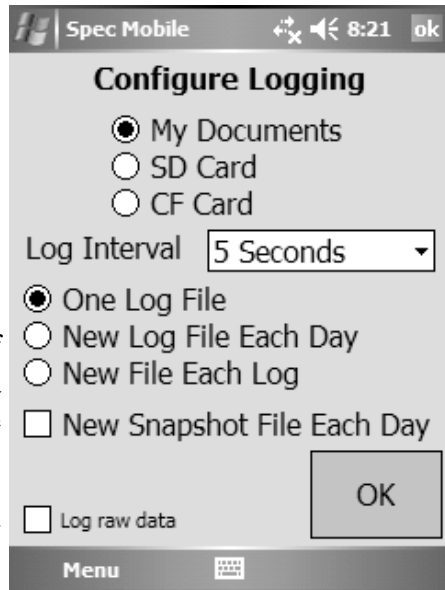 Spec Mobile 8:21 ok
Configure Logging
My Documents
SD Card
CF Card
Log Interval 5 Seconds
One Log File
New Log File Each Day
New File Each Log
New Snapshot File Each Day
OK
Log raw data
Menu